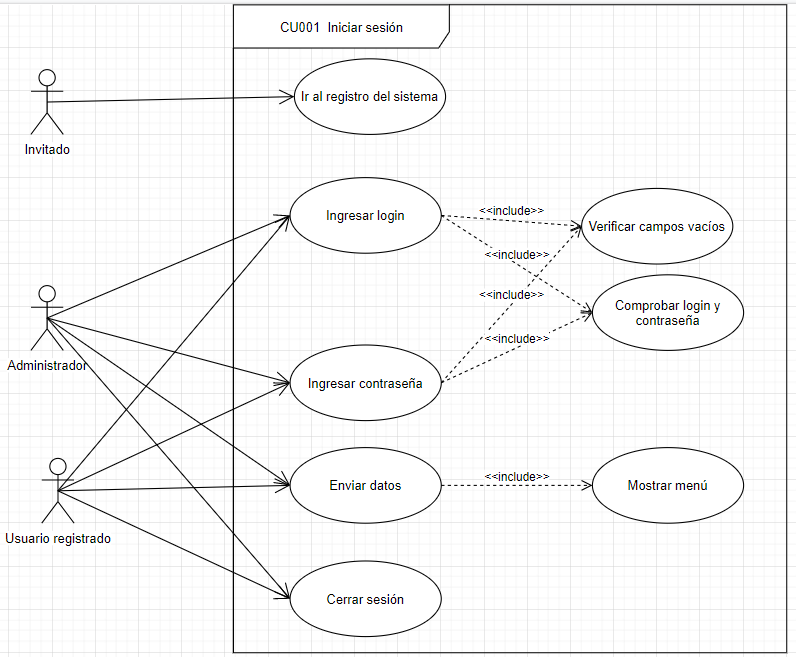 CU001 Iniciar sesión
Ir al registro del sistema
Invitado
Ingresar login
<<include>>
Verificar campos vacíos
<<include>>
<<include>>
Comprobar login y
contraseña
<<include>>
Administrador
Ingresar contraseña
Enviar datos
<<include>>
Mostrar menú
Usuario registrado
Cerrar sesión